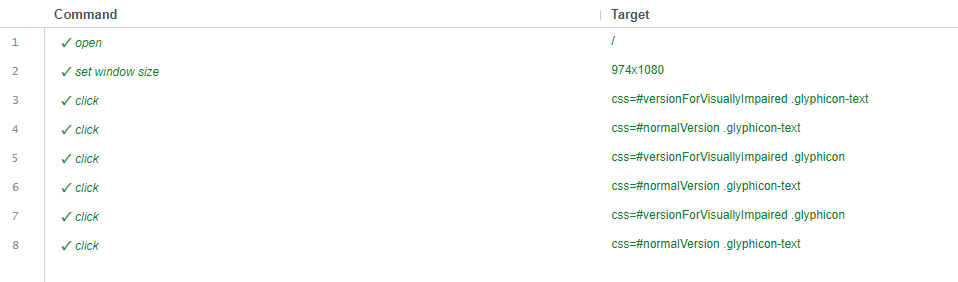 Command Target
1 ✓ open /
2 ✓ set window size 974x1080
3 ✓ click css=#versionForVisuallyImpaired .glyphicon-text
4 ✓ click css=#normalVersion .glyphicon-text
5 ✓ click css=#versionForVisuallyImpaired .glyphicon
6 ✓ click css=#normalVersion .glyphicon-text
7 ✓ click css=#versionForVisuallyImpaired .glyphicon
8 ✓ click css=#normalVersion .glyphicon-text